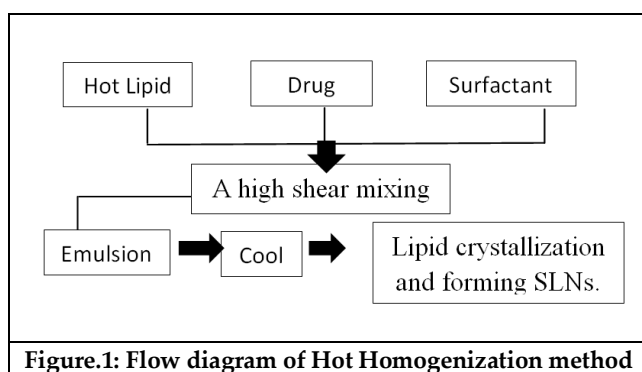 Hot Lipid
Drug
Surfactant
A high shear mixing
Emulsion
Cool
Lipid crystallization
and forming SLNs.
Figure.1: Flow diagram of Hot Homogenization method